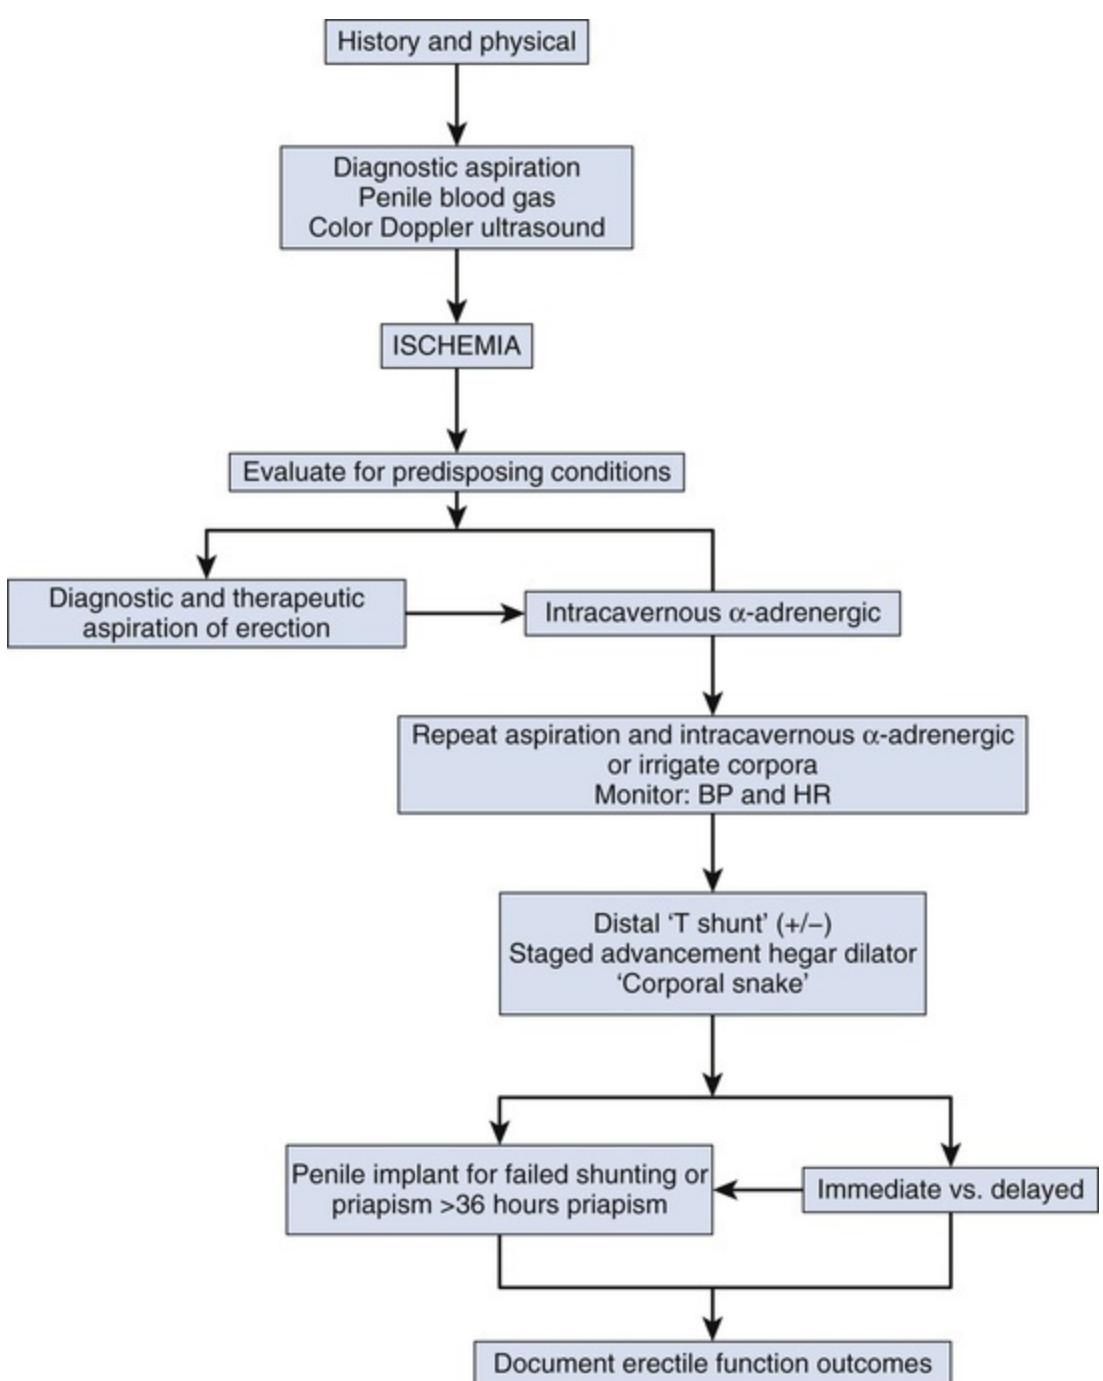 History and physical
Diagnostic aspiration
Penile blood gas
Color Doppler ultrasound
ISCHEMIA
Evaluate for predisposing conditions
Diagnostic and therapeutic
aspiration of erection
Intracavernous α-adrenergic
Repeat aspiration and intracavernous α-adrenergic
or irrigate corpora
Monitor: BP and HR
Distal ‘T shunt’ (+/−)
Staged advancement hegar dilator
‘Corporal snake’
Penile implant for failed shunting or
priapism >36 hours priapism
Immediate vs. delayed
Document erectile function outcomes